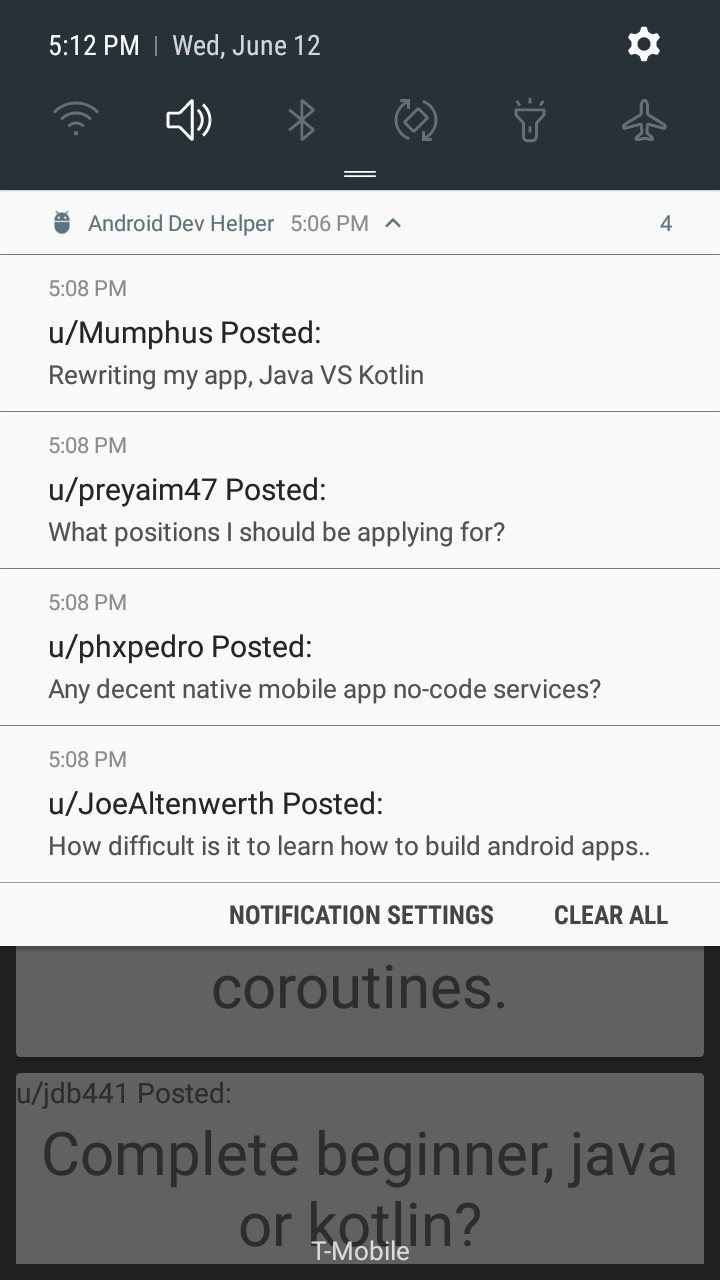 5:12 PM | Wed, June 12
Android Dev Helper 5:06 PM 4
5:08 PM
u/Mumphus Posted:
Rewriting my app, Java VS Kotlin
5:08 PM
u/preyaim47 Posted:
What positions I should be applying for?
5:08 PM
u/phxpedro Posted:
Any decent native mobile app no-code services?
5:08 PM
u/JoeAltenwerth Posted:
How difficult is it to learn how to build android apps..
NOTIFICATION SETTINGS CLEAR ALL
coroutines.
u/jdb441 Posted:
Complete beginner, java
or kotlin?
T-Mobile